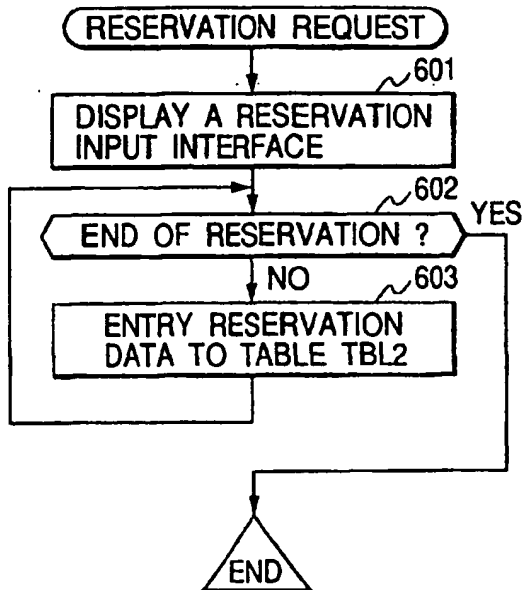 RESERVATION REQUEST
601
DISPLAY A RESERVATION
INPUT INTERFACE
602
END OF RESERVATION ?
YES
NO
603
ENTRY RESERVATION
DATA TO TABLE TBL2
END